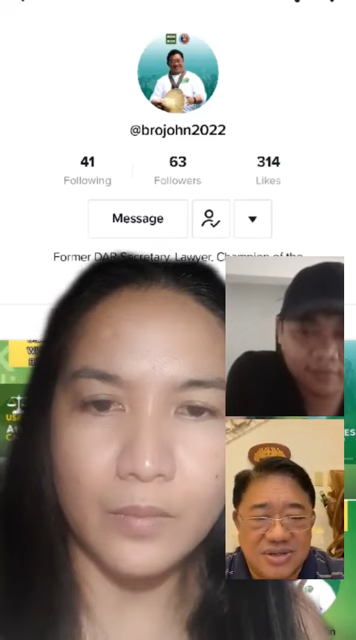 @brojohn2022
41
63
314
Following
Followers
Likes
Message
Former DAR Secretary, Lawyer, Champion of the